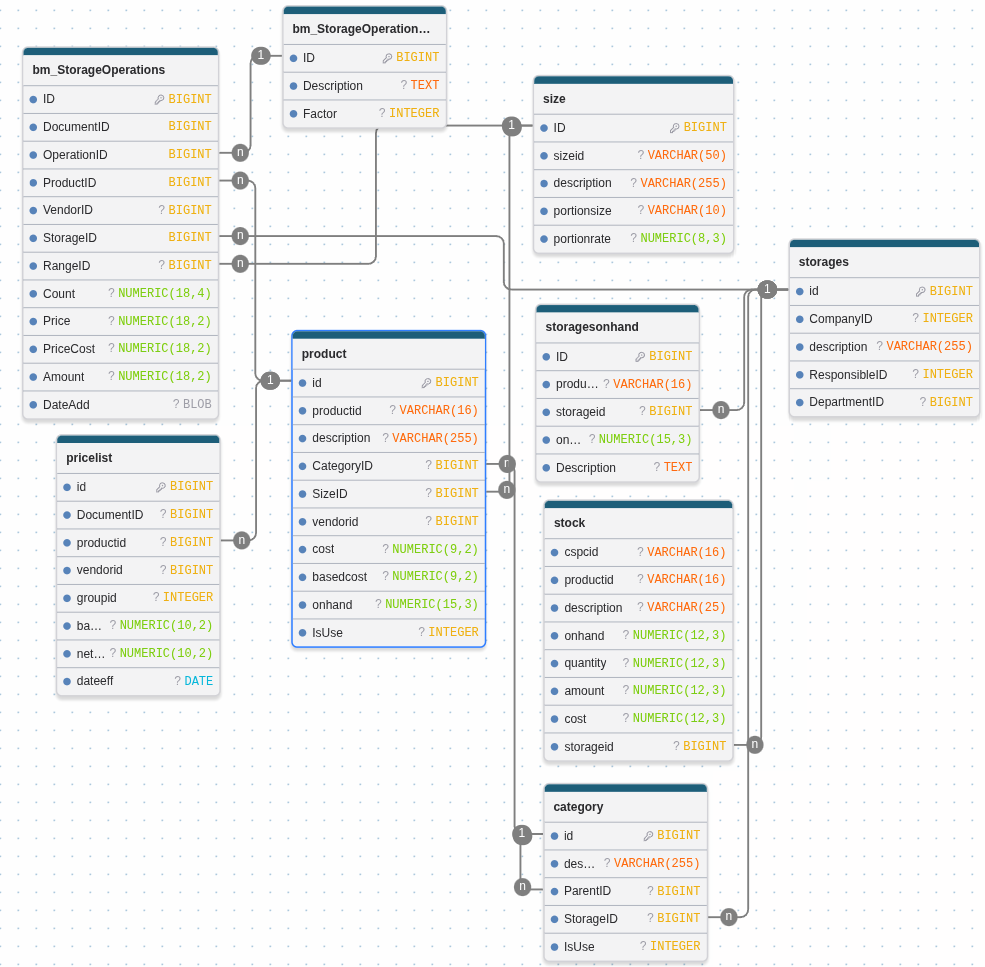 bm_StorageOperations
ID BIGINT
DocumentID BIGINT
OperationID BIGINT
ProductID BIGINT
VendorID ? BIGINT
StorageID BIGINT
RangeID ? BIGINT
Count ? NUMERIC(18,4)
Price ? NUMERIC(18,2)
PriceCost ? NUMERIC(18,2)
Amount ? NUMERIC(18,2)
DateAdd ? BLOB
bm_StorageOperation...
ID BIGINT
Description ? TEXT
Factor ? INTEGER
size
ID BIGINT
sizeid ? VARCHAR(50)
description ? VARCHAR(255)
portionsize ? VARCHAR(10)
portionrate ? NUMERIC(8,3)
storages
id BIGINT
CompanyID ? INTEGER
description ? VARCHAR(255)
ResponsibleID ? INTEGER
DepartmentID ? BIGINT
product
id BIGINT
productid ? VARCHAR(16)
description ? VARCHAR(255)
CategoryID ? BIGINT
SizeID ? BIGINT
vendorid ? BIGINT
cost ? NUMERIC(9,2)
basedcost ? NUMERIC(9,2)
onhand ? NUMERIC(15,3)
IsUse ? INTEGER
storagesonhand
ID BIGINT
produ... ? VARCHAR(16)
storageid ? BIGINT
on... ? NUMERIC(15,3)
Description ? TEXT
pricelist
id BIGINT
DocumentID ? BIGINT
productid ? BIGINT
vendorid ? BIGINT
groupid ? INTEGER
ba... ? NUMERIC(10,2)
net... ? NUMERIC(10,2)
dateeff ? DATE
stock
cspcid ? VARCHAR(16)
productid ? VARCHAR(16)
description ? VARCHAR(25)
onhand ? NUMERIC(12,3)
quantity ? NUMERIC(12,3)
amount ? NUMERIC(12,3)
cost ? NUMERIC(12,3)
storageid ? BIGINT
category
id BIGINT
des... ? VARCHAR(255)
ParentID ? BIGINT
StorageID ? BIGINT
IsUse ? INTEGER
1
n
n
n
n
1
1
1
n
n
n
n
1
n
n